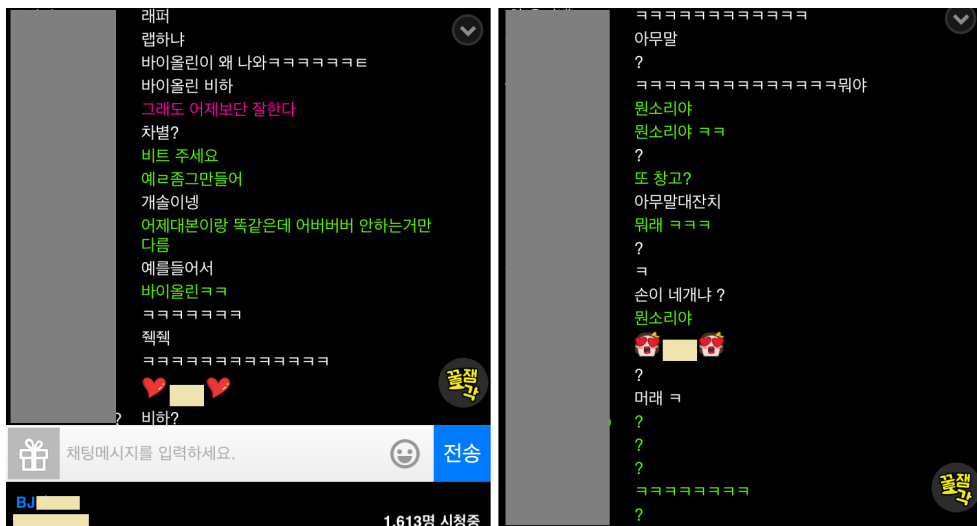 래퍼
랩하냐
바이올린이 왜 나와ㅋㅋㅋㅋㅋㅋㅌ
바이올린 비하
그래도 어제보단 잘한다
차별?
비트 주세요
예ㄹ좀그만들어
개솔이넹
어제대본이랑 똑같은데 어버버버 안하는거만
다름
예를들어서
바이올린ㅋㅋ
ㅋㅋㅋㅋㅋㅋㅋ
줵줵
ㅋㅋㅋㅋㅋㅋㅋㅋㅋㅋㅋㅋㅋ
꿀잼각
? 비하?
채팅메시지를 입력하세요.
전송
BJ
1,613명 시청중
ㅋㅋㅋㅋㅋㅋㅋㅋㅋㅋㅋㅋ
아무말
?
ㅋㅋㅋㅋㅋㅋㅋㅋㅋㅋㅋㅋㅋㅋ뭐야
뭔소리야
뭔소리야 ㅋㅋ
?
또 창고?
아무말대잔치
뭐래 ㅋㅋㅋ
?
ㅋ
손이 네개냐 ?
뭔소리야
?
머래 ㅋ
?
?
?
ㅋㅋㅋㅋㅋㅋㅋㅋ
꿀잼각
?